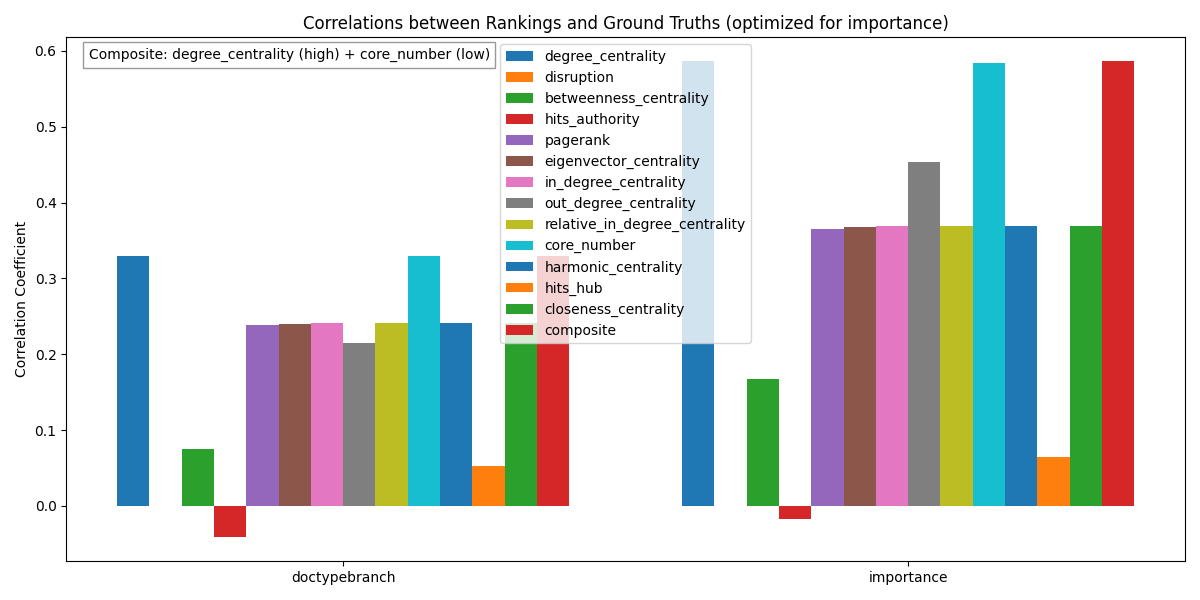 Correlations between Rankings and Ground Truths (optimized for importance)
Composite: degree_centrality (high) + core_number (low)
degree_centrality
disruption
betweenness_centrality
hits_authority
pagerank
eigenvector_centrality
in_degree_centrality
out_degree_centrality
relative_in_degree_centrality
core_number
harmonic_centrality
hits_hub
closeness_centrality
composite
Correlation Coefficient
0.6
0.5
0.4
0.3
0.2
0.1
0.0
doctypebranch
importance